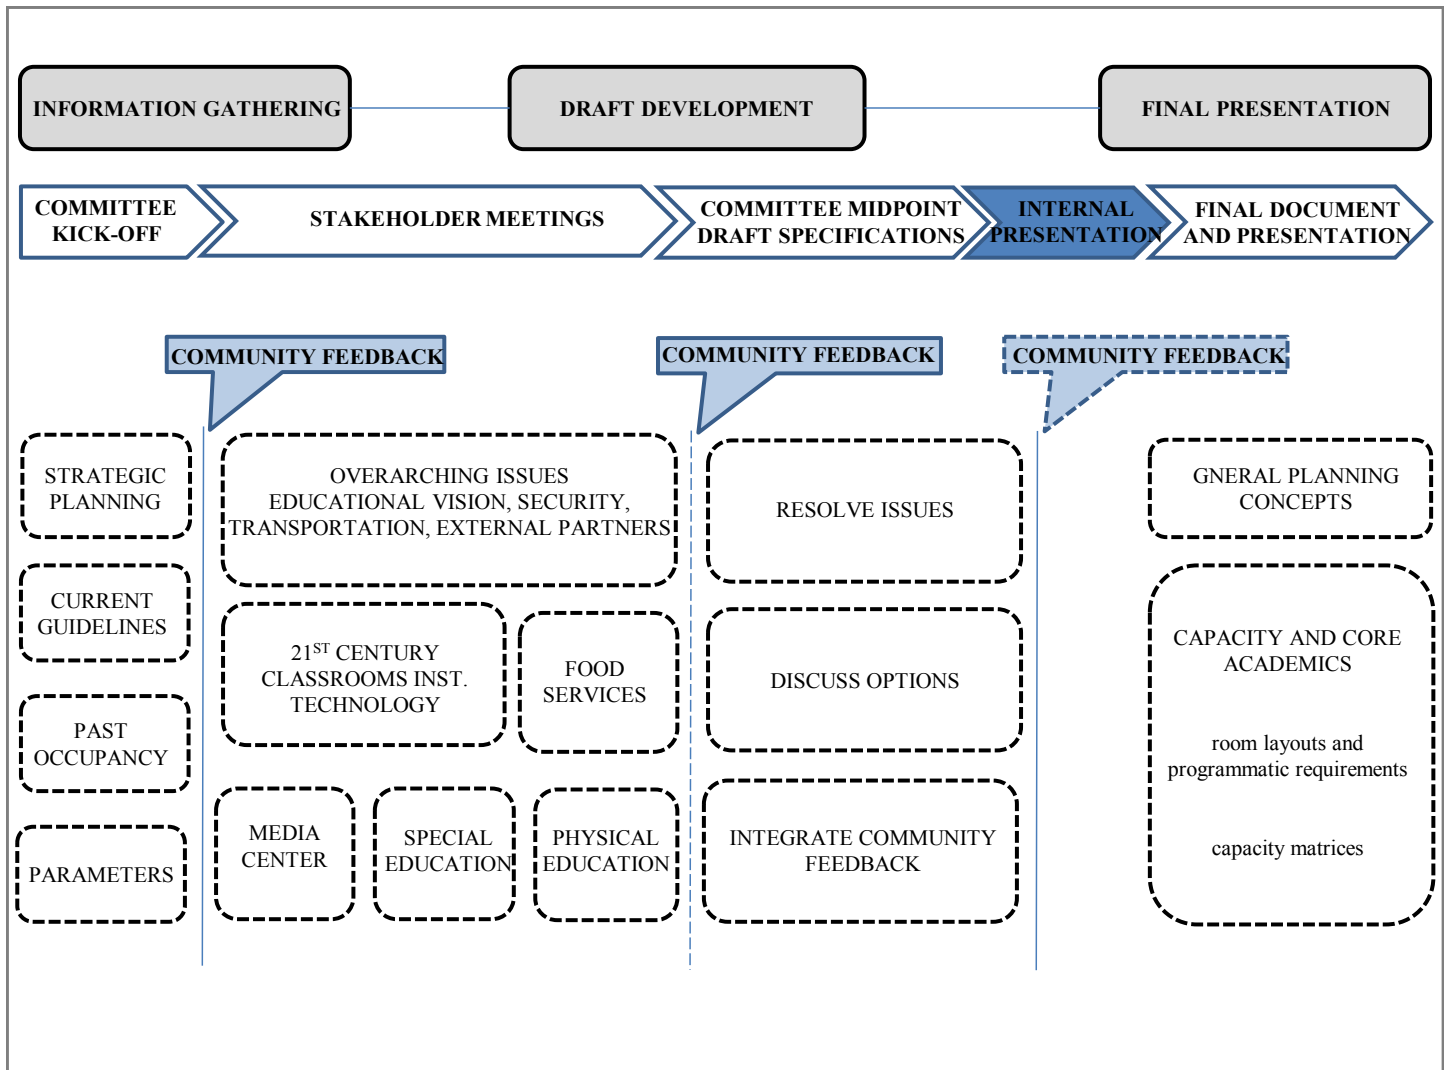 INFORMATION GATHERING
DRAFT DEVELOPMENT
FINAL PRESENTATION
COMMITTEE
KICK-OFF
STAKEHOLDER MEETINGS
COMMITTEE MIDPOINT
DRAFT SPECIFICATIONS
INTERNAL
PRESENTATION
FINAL DOCUMENT
AND PRESENTATION
COMMUNITY FEEDBACK
COMMUNITY FEEDBACK
COMMUNITY FEEDBACK
STRATEGIC
PLANNING
CURRENT
GUIDELINES
PAST
OCCUPANCY
PARAMETERS
OVERARCHING ISSUES
EDUCATIONAL VISION, SECURITY,
TRANSPORTATION, EXTERNAL PARTNERS
21ST CENTURY
CLASSROOMS INST.
TECHNOLOGY
FOOD
SERVICES
MEDIA
CENTER
SPECIAL
EDUCATION
PHYSICAL
EDUCATION
RESOLVE ISSUES
DISCUSS OPTIONS
INTEGRATE COMMUNITY
FEEDBACK
GNERAL PLANNING
CONCEPTS
CAPACITY AND CORE
ACADEMICS
room layouts and
programmatic requirements
capacity matrices